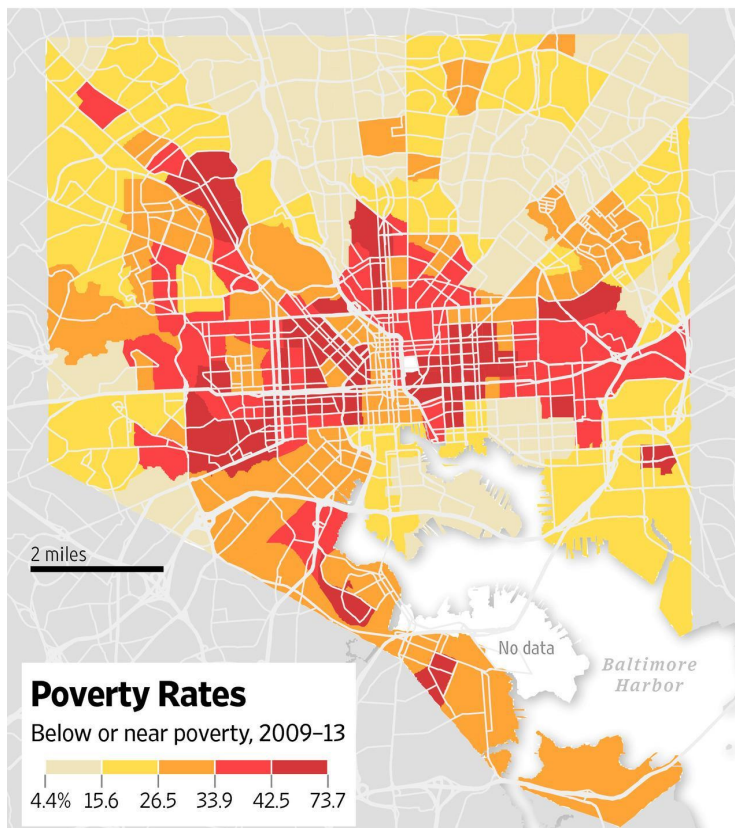 2 miles
No data
Baltimore
Harbor
Poverty Rates
Below or near poverty, 2009–13
4.4% 15.6 26.5 33.9 42.5 73.7